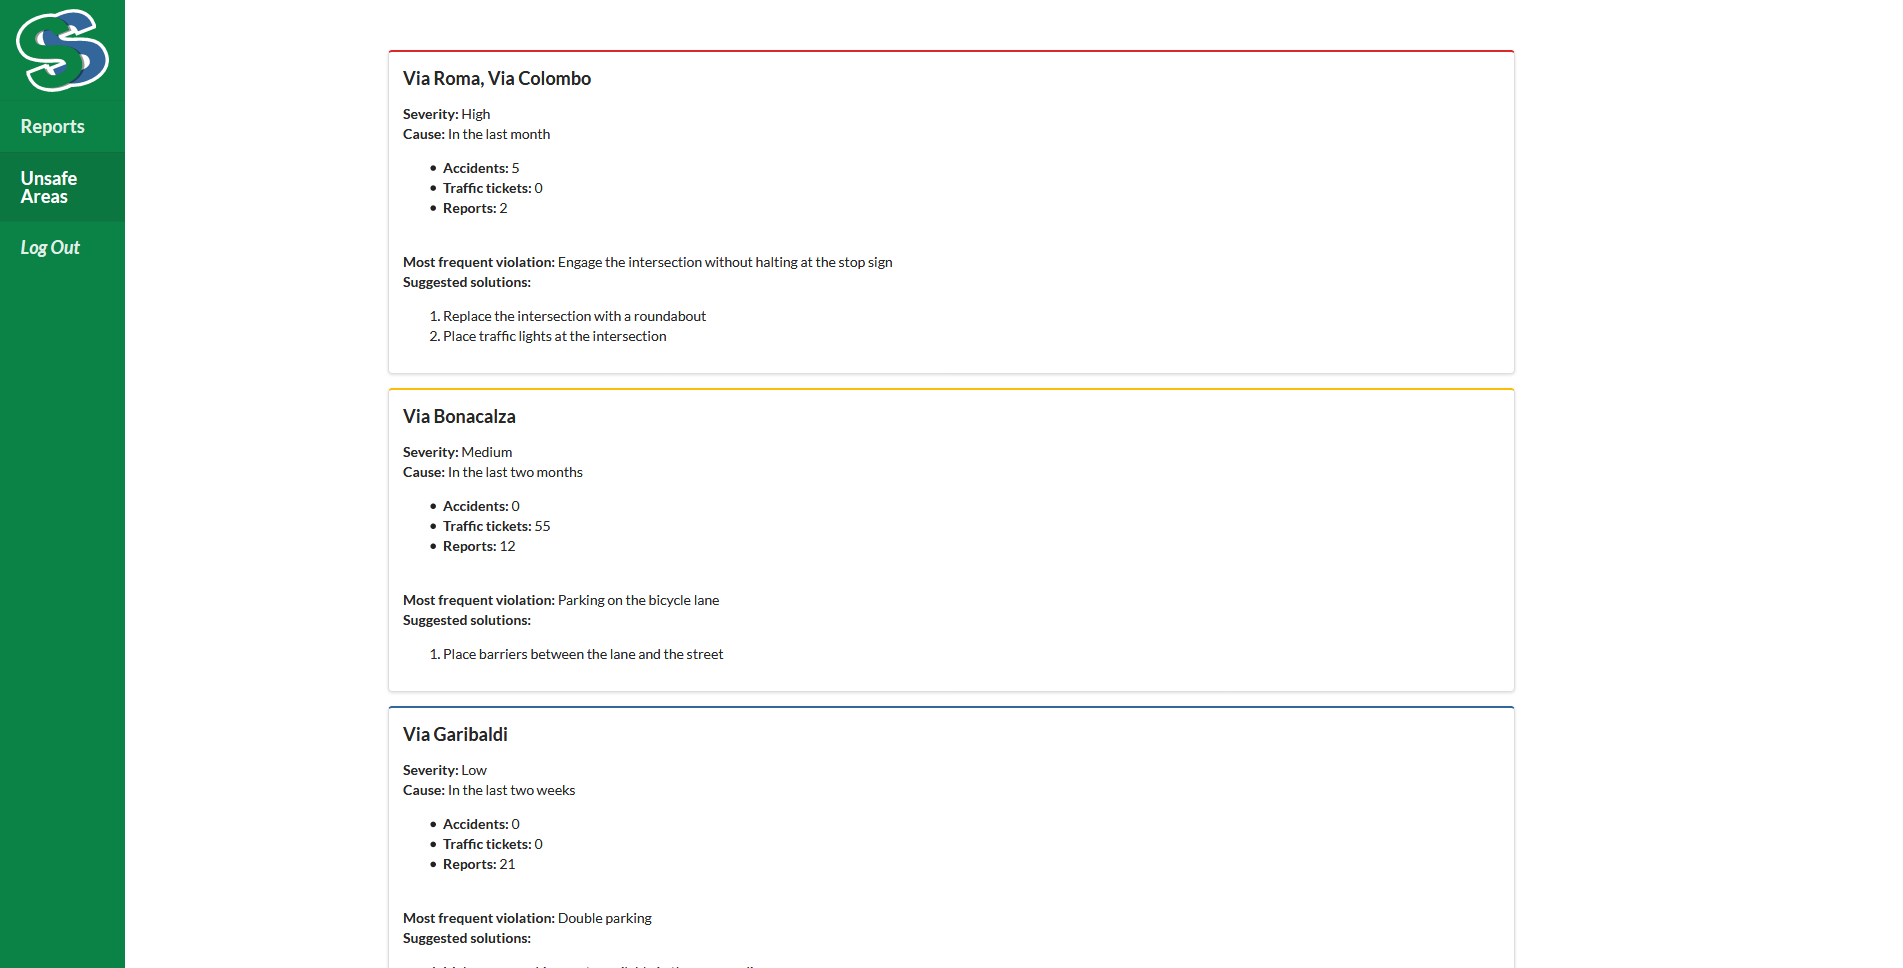 SS
Reports
Unsafe
Areas
Log Out
Via Roma, Via Colombo
Severity: High
Cause: In the last month
• Accidents: 5
• Traffic tickets: 0
• Reports: 2
Most frequent violation: Engage the intersection without halting at the stop sign
Suggested solutions:
1. Replace the intersection with a roundabout
2. Place traffic lights at the intersection
Via Bonacalza
Severity: Medium
Cause: In the last two months
• Accidents: 0
• Traffic tickets: 55
• Reports: 12
Most frequent violation: Parking on the bicycle lane
Suggested solutions:
1. Place barriers between the lane and the street
Via Garibaldi
Severity: Low
Cause: In the last two weeks
• Accidents: 0
• Traffic tickets: 0
• Reports: 21
Most frequent violation: Double parking
Suggested solutions: